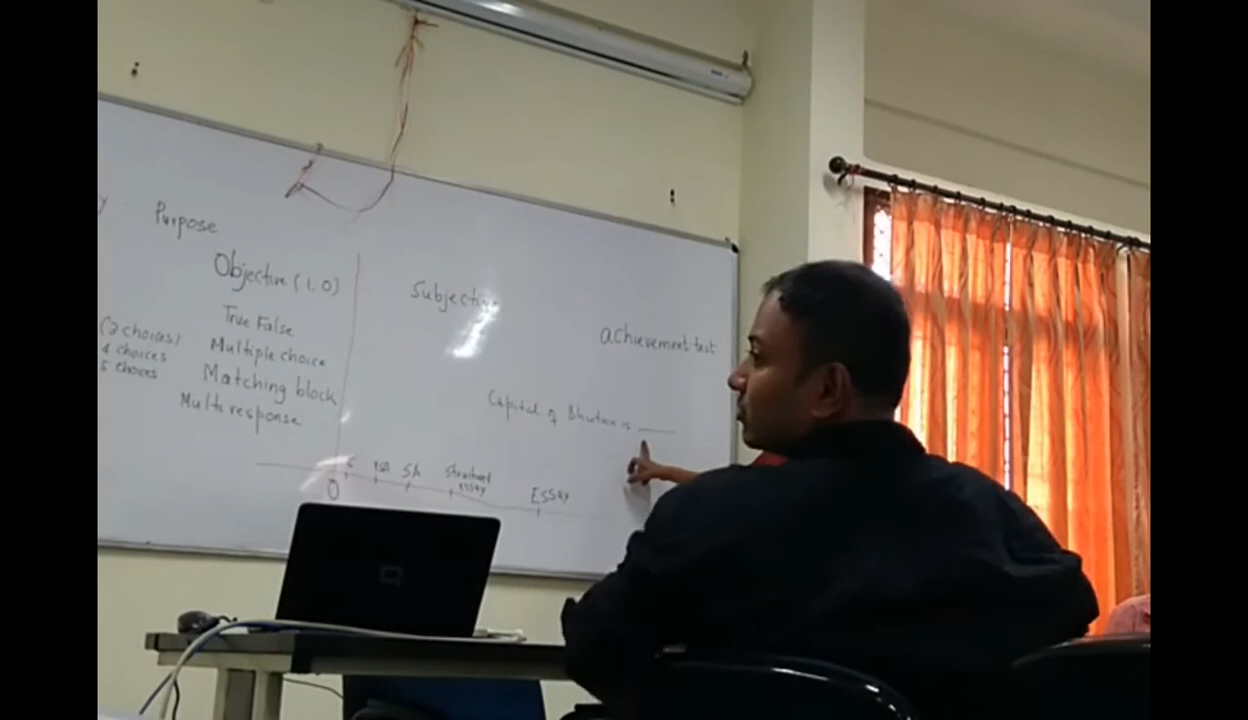 Purpose
Objective (1, 0)
Subjective
True False
achievement test
(2 choices)
Multiple choice
4 choices
Matching block
5 choices
Multi response
Capital of Bhutan is ____
C
SA
Structured
essay
ESSAY
0